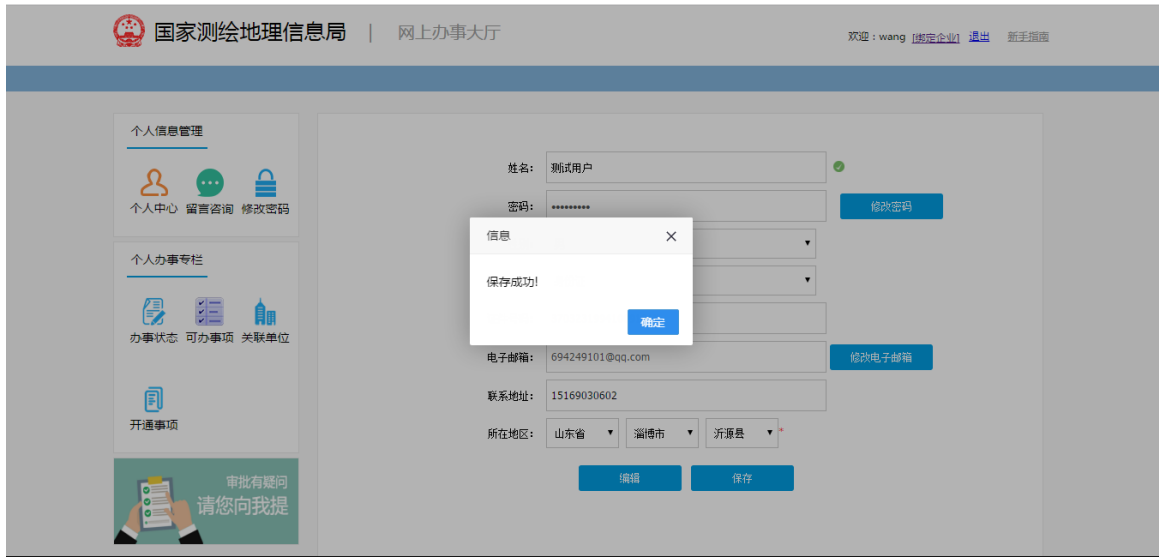 国家测绘地理信息局 | 网上办事大厅
欢迎：wang [绑定企业] 退出 新手指南
个人信息管理
个人中心 留言咨询 修改密码
个人办事专栏
办事状态 可办事项 关联单位
开通事项
审批有疑问
请您向我提
姓名： 测试用户
密码： ••••••••• 修改密码
信息
保存成功!
确定
电子邮箱： 694249101@qq.com 修改电子邮箱
联系地址： 15169030602
所在地区： 山东省 淄博市 沂源县 *
编辑 保存